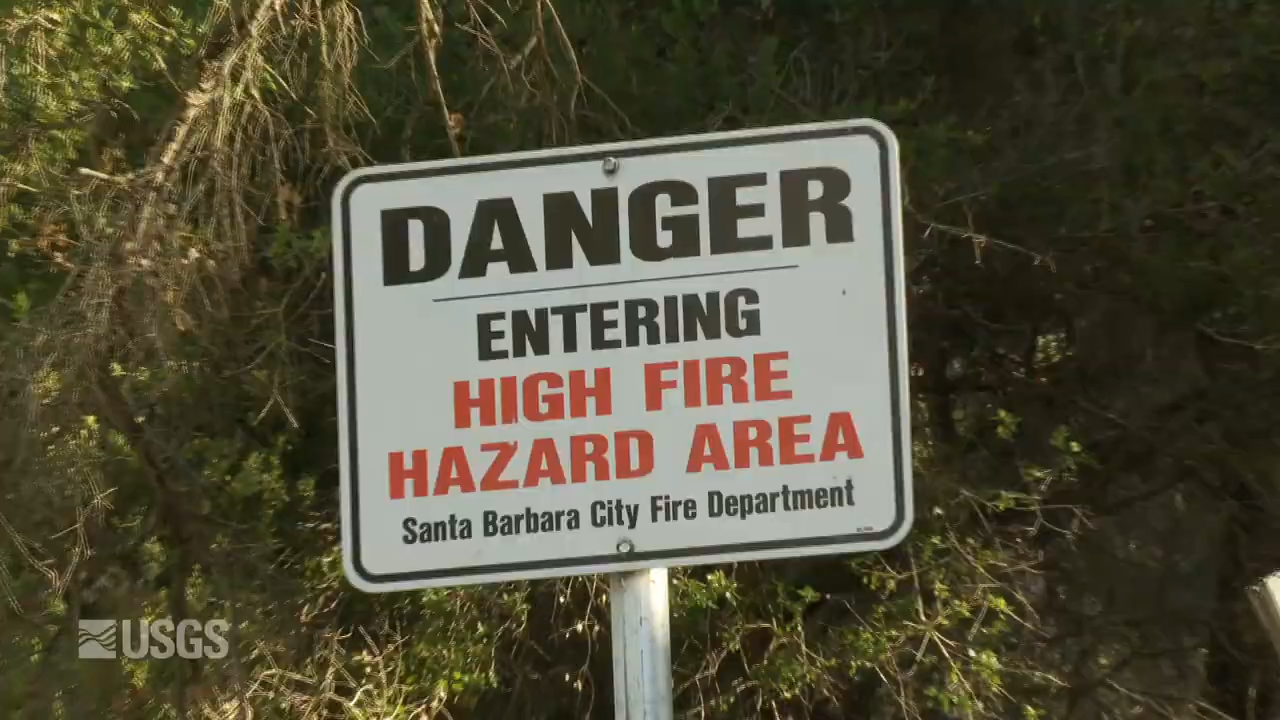 DANGER
ENTERING
HIGH FIRE
HAZARD AREA
Santa Barbara City Fire Department
USGS